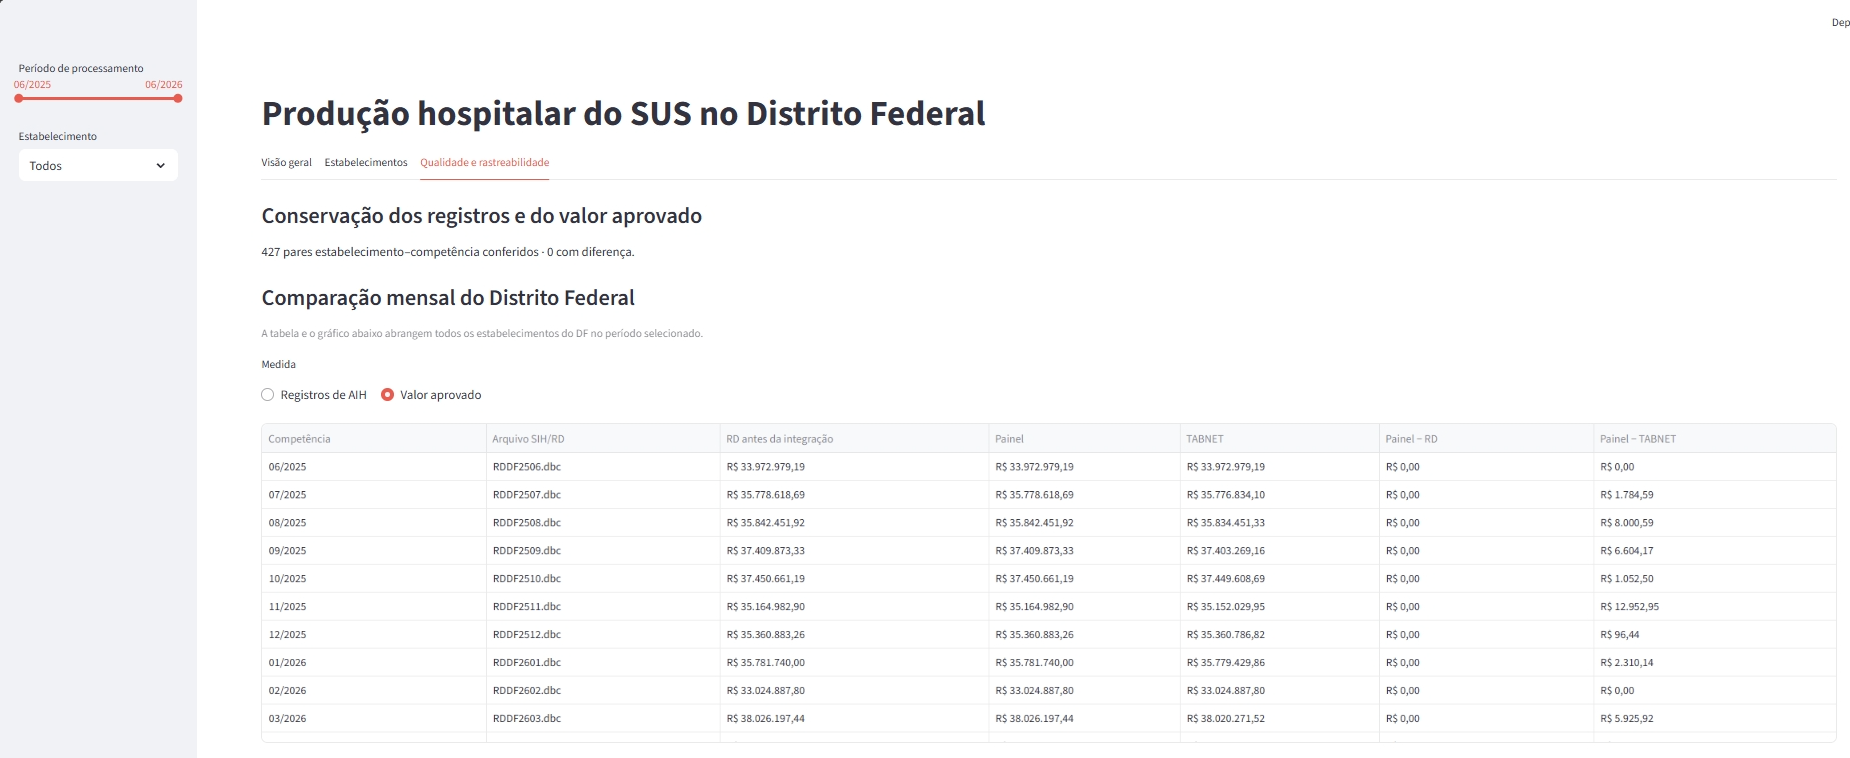 Dep
Período de processamento
06/2025 06/2026
Estabelecimento
Todos
Produção hospitalar do SUS no Distrito Federal
Visão geral Estabelecimentos Qualidade e rastreabilidade
Conservação dos registros e do valor aprovado
427 pares estabelecimento–competência conferidos · 0 com diferença.
Comparação mensal do Distrito Federal
A tabela e o gráfico abaixo abrangem todos os estabelecimentos do DF no período selecionado.
Medida
Registros de AIH Valor aprovado
Competência Arquivo SIH/RD RD antes da integração Painel TABNET Painel − RD Painel − TABNET
06/2025 RDDF2506.dbc R$ 33.972.979,19 R$ 33.972.979,19 R$ 33.972.979,19 R$ 0,00 R$ 0,00
07/2025 RDDF2507.dbc R$ 35.778.618,69 R$ 35.778.618,69 R$ 35.776.834,10 R$ 0,00 R$ 1.784,59
08/2025 RDDF2508.dbc R$ 35.842.451,92 R$ 35.842.451,92 R$ 35.834.451,33 R$ 0,00 R$ 8.000,59
09/2025 RDDF2509.dbc R$ 37.409.873,33 R$ 37.409.873,33 R$ 37.403.269,16 R$ 0,00 R$ 6.604,17
10/2025 RDDF2510.dbc R$ 37.450.661,19 R$ 37.450.661,19 R$ 37.449.608,69 R$ 0,00 R$ 1.052,50
11/2025 RDDF2511.dbc R$ 35.164.982,90 R$ 35.164.982,90 R$ 35.152.029,95 R$ 0,00 R$ 12.952,95
12/2025 RDDF2512.dbc R$ 35.360.883,26 R$ 35.360.883,26 R$ 35.360.786,82 R$ 0,00 R$ 96,44
01/2026 RDDF2601.dbc R$ 35.781.740,00 R$ 35.781.740,00 R$ 35.779.429,86 R$ 0,00 R$ 2.310,14
02/2026 RDDF2602.dbc R$ 33.024.887,80 R$ 33.024.887,80 R$ 33.024.887,80 R$ 0,00 R$ 0,00
03/2026 RDDF2603.dbc R$ 38.026.197,44 R$ 38.026.197,44 R$ 38.020.271,52 R$ 0,00 R$ 5.925,92